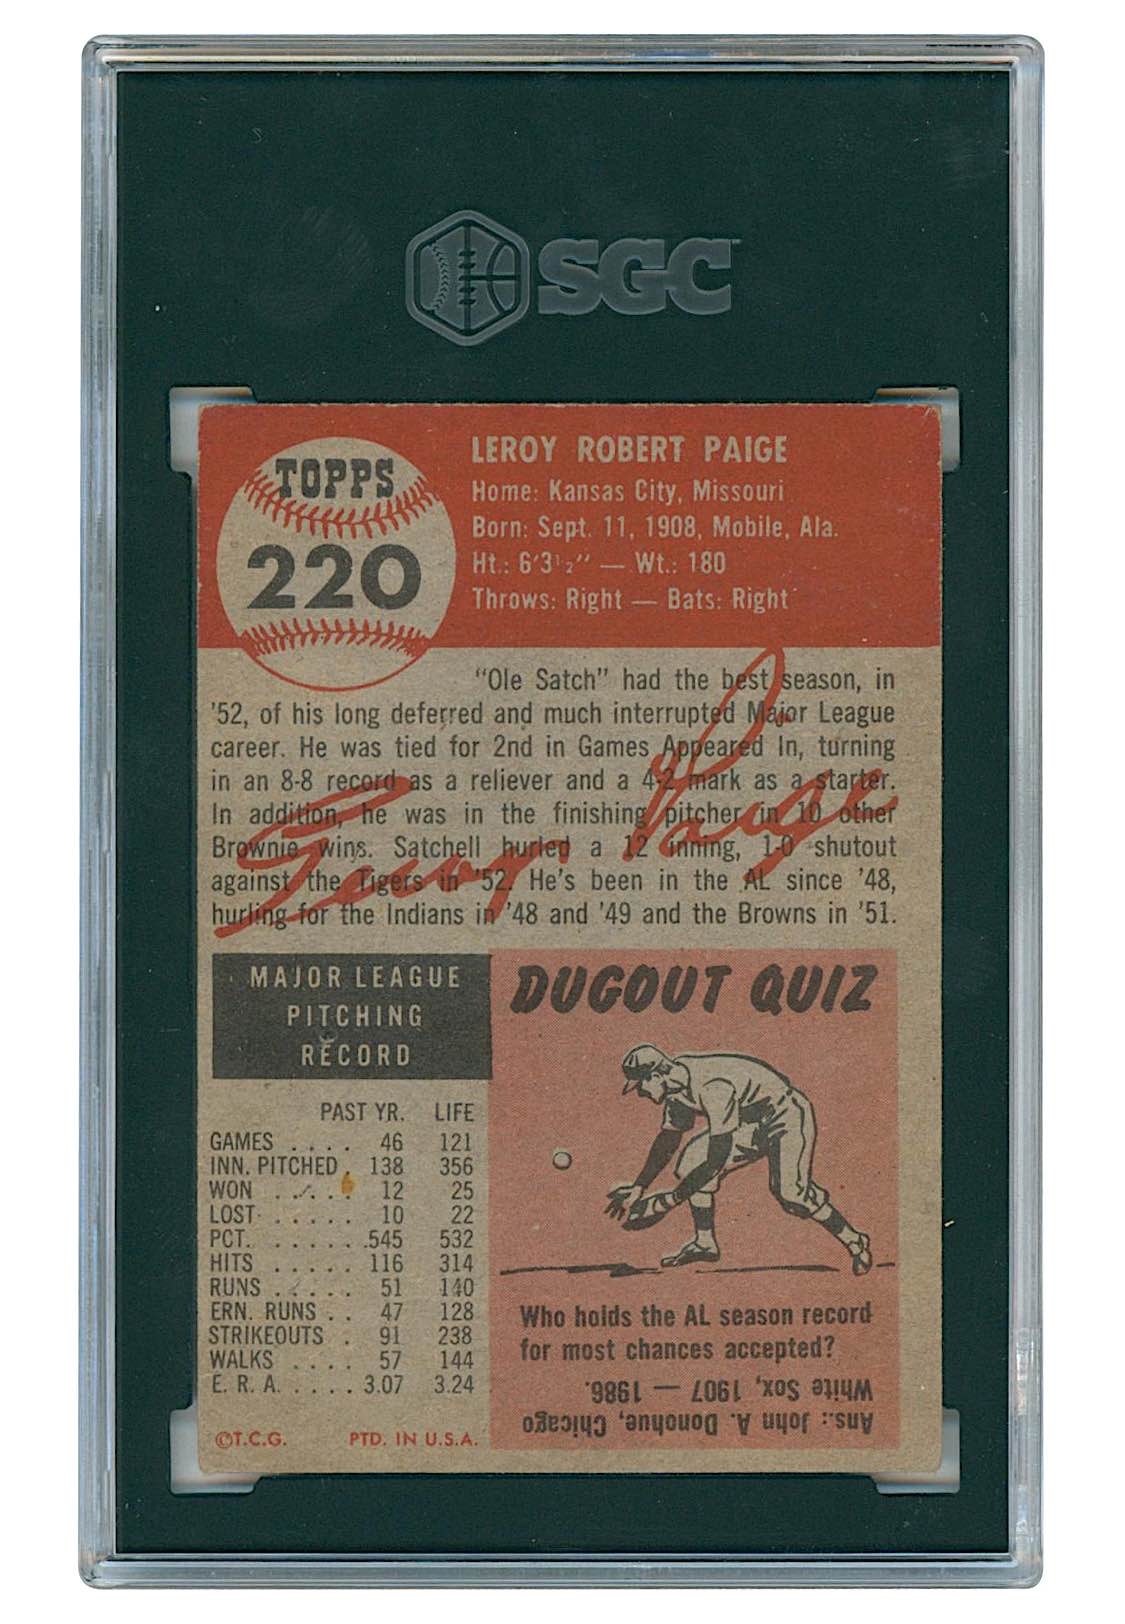 SGC
TOPPS
220
LEROY ROBERT PAIGE
Home: Kansas City, Missouri
Born: Sept. 11, 1908, Mobile, Ala.
Ht.: 6'3½" — Wt.: 180
Throws: Right — Bats: Right
"Ole Satch" had the best season, in
'52, of his long deferred and much interrupted Major League
career. He was tied for 2nd in Games Appeared In, turning
in an 8-8 record as a reliever and a 4-2 mark as a starter.
In addition, he was in the finishing pitcher in 10 other
Brownie wins. Satchell hurled a 12 inning, 1-0 shutout
against the Tigers in '52. He's been in the AL since '48,
hurling for the Indians in '48 and '49 and the Browns in '51.
Leroy Paige
MAJOR LEAGUE
PITCHING
RECORD
PAST YR. LIFE
GAMES .... 46 121
INN. PITCHED. 138 356
WON ..... 12 25
LOST ...... 10 22
PCT. ....... .545 532
HITS ..... 116 314
RUNS ..... 51 140
ERN. RUNS .. 47 128
STRIKEOUTS . 91 238
WALKS .... 57 144
E. R. A. ..... 3.07 3.24
©T.C.G. PTD. IN U.S.A.
DUGOUT QUIZ
Who holds the AL season record
for most chances accepted?
Ans.: John A. Donohue, Chicago
White Sox, 1907 — 1986.